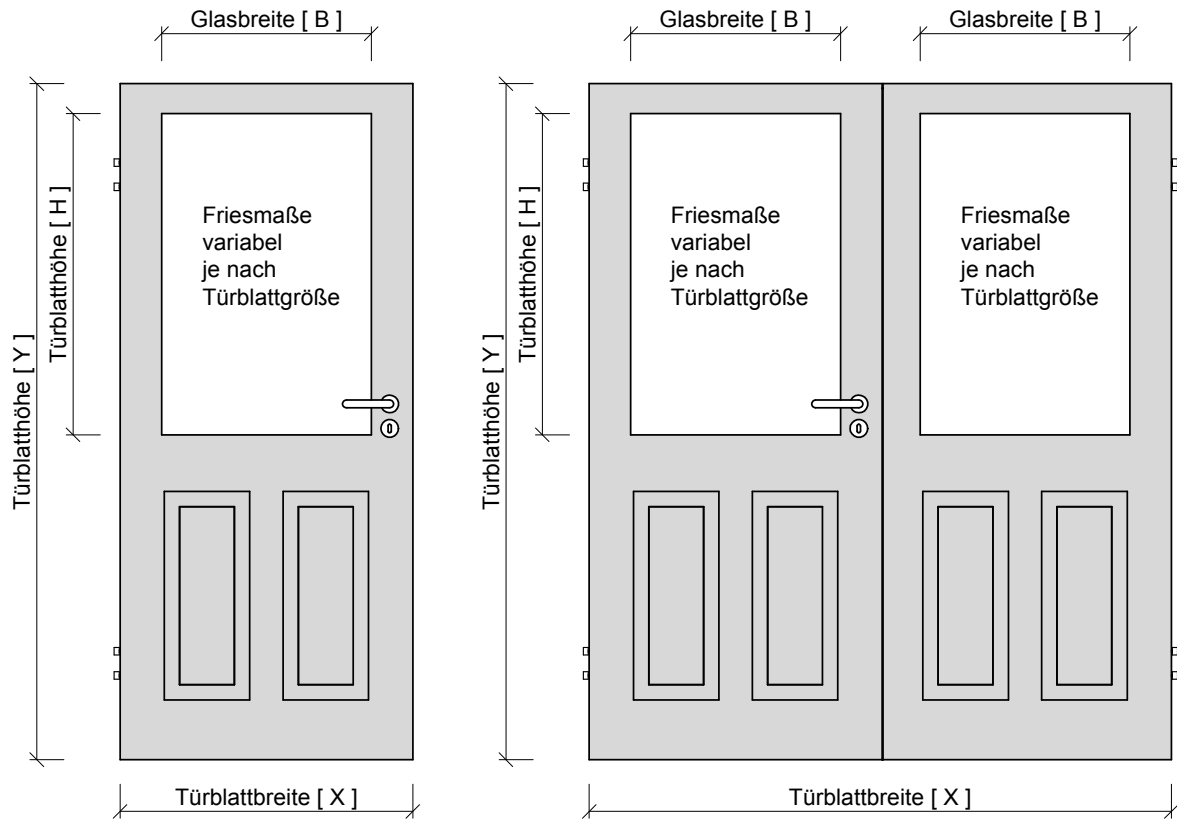 Glasbreite [ B ]
Glasbreite [ B ]
Glasbreite [ B ]
Türblatthöhe [ Y ]
Türblatthöhe [ H ]
Friesmaße
variabel
je nach
Türblattgröße
Türblatthöhe [ Y ]
Türblatthöhe [ H ]
Friesmaße
variabel
je nach
Türblattgröße
Friesmaße
variabel
je nach
Türblattgröße
Türblattbreite [ X ]
Türblattbreite [ X ]